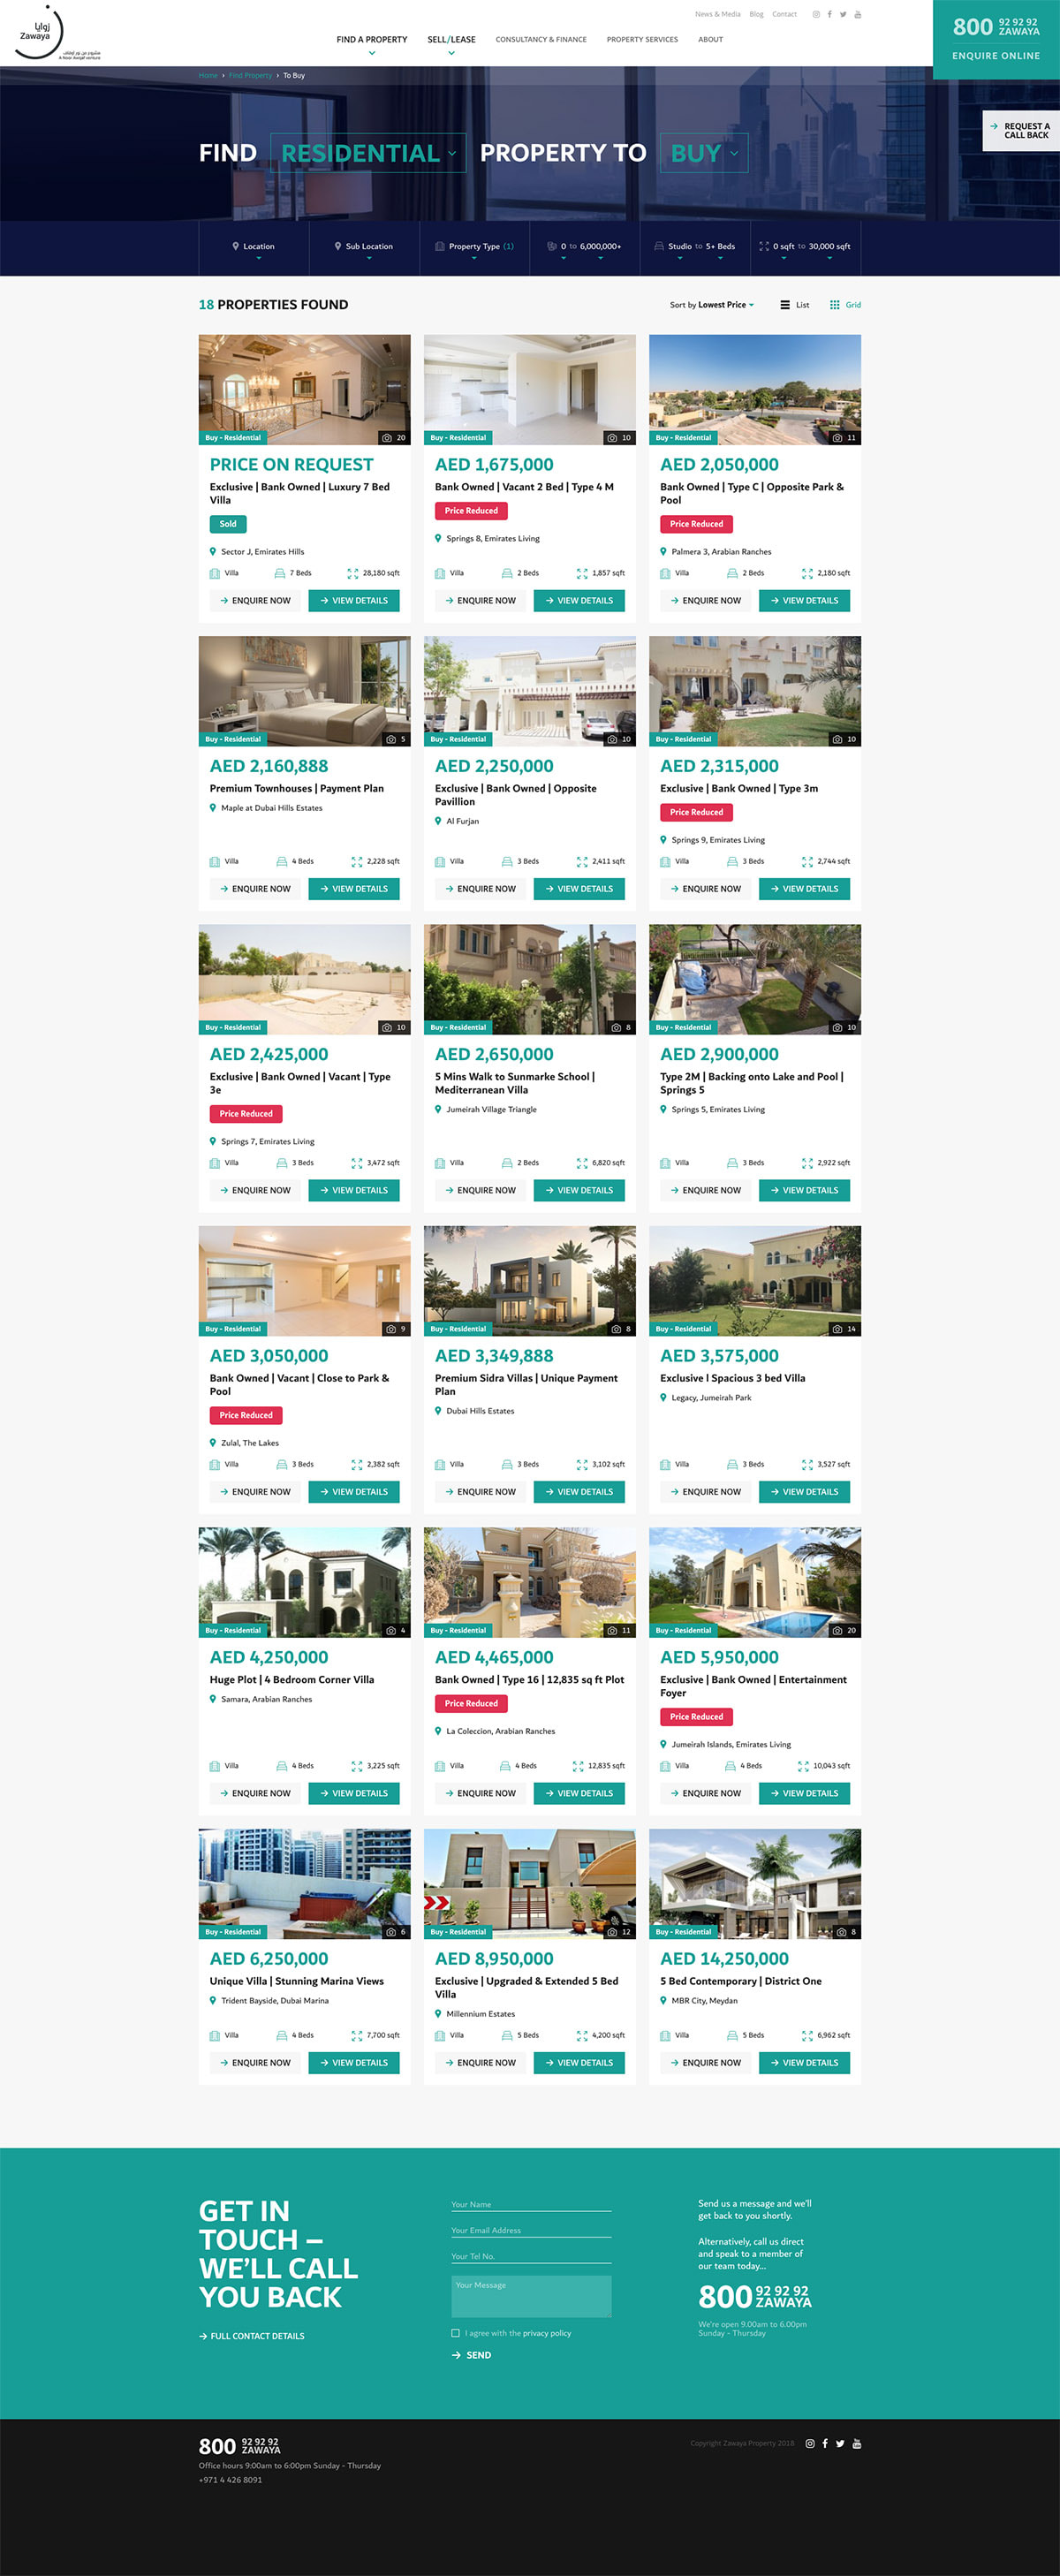 زوايا
Zawaya
News & Media Blog Contact
FIND A PROPERTY SELL/LEASE CONSULTANCY & FINANCE PROPERTY SERVICES ABOUT
800 92 92 92 ZAWAYA
ENQUIRE ONLINE
Home › Find Property › To Buy
REQUEST A
CALL BACK
FIND RESIDENTIAL PROPERTY TO BUY
Location Sub Location Property Type (1) 0 to 6,000,000+ Studio to 5+ Beds 0 sqft to 30,000 sqft
18 PROPERTIES FOUND
Sort by Lowest Price List Grid
Buy - Residential 20
PRICE ON REQUEST
Exclusive | Bank Owned | Luxury 7 Bed
Villa
Sold
Sector J, Emirates Hills
Villa 7 Beds 28,180 sqft
ENQUIRE NOW VIEW DETAILS
Buy - Residential 10
AED 1,675,000
Bank Owned | Vacant 2 Bed | Type 4 M
Price Reduced
Springs 8, Emirates Living
Villa 2 Beds 1,857 sqft
ENQUIRE NOW VIEW DETAILS
Buy - Residential 11
AED 2,050,000
Bank Owned | Type C | Opposite Park &
Pool
Price Reduced
Palmera 3, Arabian Ranches
Villa 2 Beds 2,180 sqft
ENQUIRE NOW VIEW DETAILS
Buy - Residential 5
AED 2,160,888
Premium Townhouses | Payment Plan
Maple at Dubai Hills Estates
Villa 4 Beds 2,228 sqft
ENQUIRE NOW VIEW DETAILS
Buy - Residential 10
AED 2,250,000
Exclusive | Bank Owned | Opposite
Pavillion
Al Furjan
Villa 3 Beds 2,411 sqft
ENQUIRE NOW VIEW DETAILS
Buy - Residential 10
AED 2,315,000
Exclusive | Bank Owned | Type 3m
Price Reduced
Springs 9, Emirates Living
Villa 3 Beds 2,744 sqft
ENQUIRE NOW VIEW DETAILS
Buy - Residential 10
AED 2,425,000
Exclusive | Bank Owned | Vacant | Type
3e
Price Reduced
Springs 7, Emirates Living
Villa 3 Beds 3,472 sqft
ENQUIRE NOW VIEW DETAILS
Buy - Residential 8
AED 2,650,000
5 Mins Walk to Sunmarke School |
Mediterranean Villa
Jumeirah Village Triangle
Villa 2 Beds 6,820 sqft
ENQUIRE NOW VIEW DETAILS
Buy - Residential 10
AED 2,900,000
Type 2M | Backing onto Lake and Pool |
Springs 5
Springs 5, Emirates Living
Villa 3 Beds 2,922 sqft
ENQUIRE NOW VIEW DETAILS
Buy - Residential 9
AED 3,050,000
Bank Owned | Vacant | Close to Park &
Pool
Price Reduced
Zulal, The Lakes
Villa 3 Beds 2,382 sqft
ENQUIRE NOW VIEW DETAILS
Buy - Residential 8
AED 3,349,888
Premium Sidra Villas | Unique Payment
Plan
Dubai Hills Estates
Villa 3 Beds 3,102 sqft
ENQUIRE NOW VIEW DETAILS
Buy - Residential 14
AED 3,575,000
Exclusive l Spacious 3 bed Villa
Legacy, Jumeirah Park
Villa 3 Beds 3,527 sqft
ENQUIRE NOW VIEW DETAILS
Buy - Residential 4
AED 4,250,000
Huge Plot | 4 Bedroom Corner Villa
Samara, Arabian Ranches
Villa 4 Beds 3,225 sqft
ENQUIRE NOW VIEW DETAILS
Buy - Residential 11
AED 4,465,000
Bank Owned | Type 16 | 12,835 sq ft Plot
Price Reduced
La Coleccion, Arabian Ranches
Villa 4 Beds 12,835 sqft
ENQUIRE NOW VIEW DETAILS
Buy - Residential 20
AED 5,950,000
Exclusive | Bank Owned | Entertainment
Foyer
Price Reduced
Jumeirah Islands, Emirates Living
Villa 4 Beds 10,043 sqft
ENQUIRE NOW VIEW DETAILS
Buy - Residential 6
AED 6,250,000
Unique Villa | Stunning Marina Views
Trident Bayside, Dubai Marina
Villa 4 Beds 7,700 sqft
ENQUIRE NOW VIEW DETAILS
Buy - Residential 12
AED 8,950,000
Exclusive | Upgraded & Extended 5 Bed
Villa
Millennium Estates
Villa 5 Beds 4,200 sqft
ENQUIRE NOW VIEW DETAILS
Buy - Residential 8
AED 14,250,000
5 Bed Contemporary | District One
MBR City, Meydan
Villa 5 Beds 6,962 sqft
ENQUIRE NOW VIEW DETAILS
GET IN
TOUCH –
WE'LL CALL
YOU BACK
FULL CONTACT DETAILS
Your Name
Your Email Address
Your Tel No.
Your Message
I agree with the privacy policy
SEND
Send us a message and we'll
get back to you shortly.
Alternatively, call us direct
and speak to a member of
our team today...
800 92 92 92 ZAWAYA
We're open 9.00am to 6.00pm
Sunday - Thursday
800 92 92 92 ZAWAYA
Office hours 9:00am to 6:00pm Sunday - Thursday
+971 4 426 8091
Copyright Zawaya Property 2018